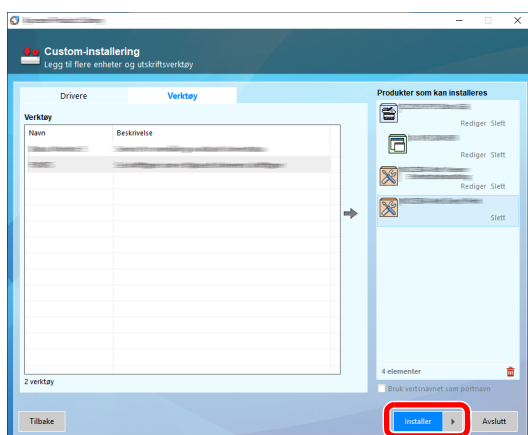 Custom-installering
Legg til flere enheter og utskriftsverktøy
Drivere
Verktøy
Verktøy
Navn
Beskrivelse
2 verktøy
Produkter som kan installeres
Rediger Slett
Rediger Slett
Rediger Slett
Slett
4 elementer
Bruk vertsnavnet som portnavn
Tilbake
Installer
Avslutt